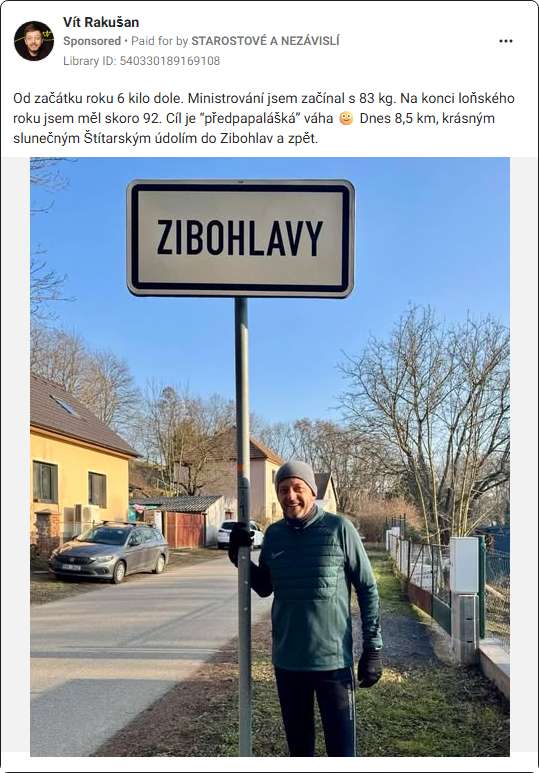 Vít Rakušan
Sponsored • Paid for by STAROSTOVÉ A NEZÁVISLÍ
Library ID: 540330189169108
Od začátku roku 6 kilo dole. Ministrování jsem začínal s 83 kg. Na konci loňského
roku jsem měl skoro 92. Cíl je “předpapalášká” váha 🙂 Dnes 8,5 km, krásným
slunečným Štítarským údolím do Zibohlav a zpět.
ZIBOHLAVY